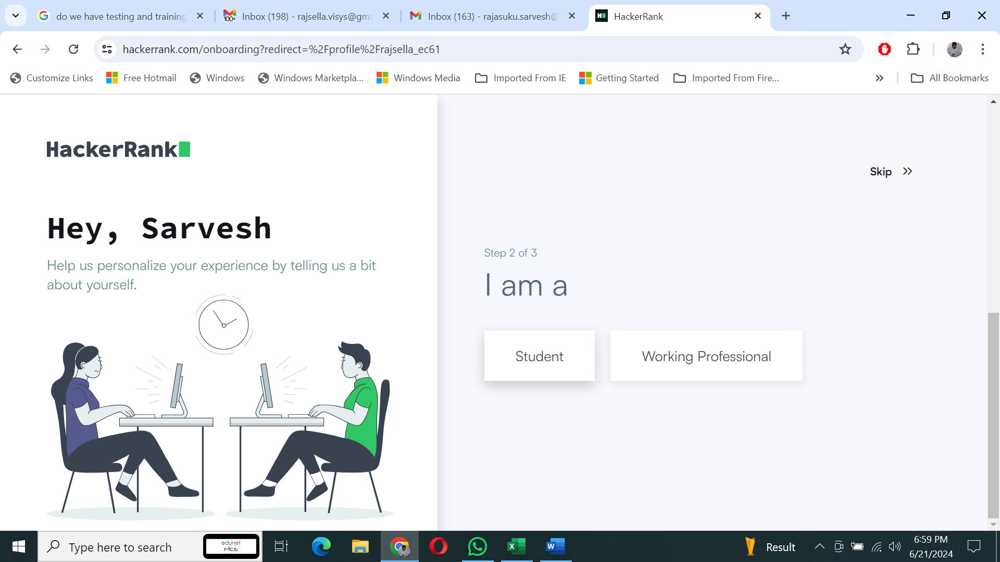 do we have testing and training
Inbox (198) - rajsella.visys@gma
Inbox (163) - rajasuku.sarvesh@
HackerRank
hackerrank.com/onboarding?redirect=%2Fprofile%2Frajsella_ec61
Customize Links
Free Hotmail
Windows
Windows Marketpla...
Windows Media
Imported From IE
Getting Started
Imported From Fire...
All Bookmarks
HackerRank
Skip
Hey, Sarvesh
Help us personalize your experience by telling us a bit
about yourself.
Step 2 of 3
I am a
Student
Working Professional
Type here to search
edunet
FICE
Result
6:59 PM
6/21/2024